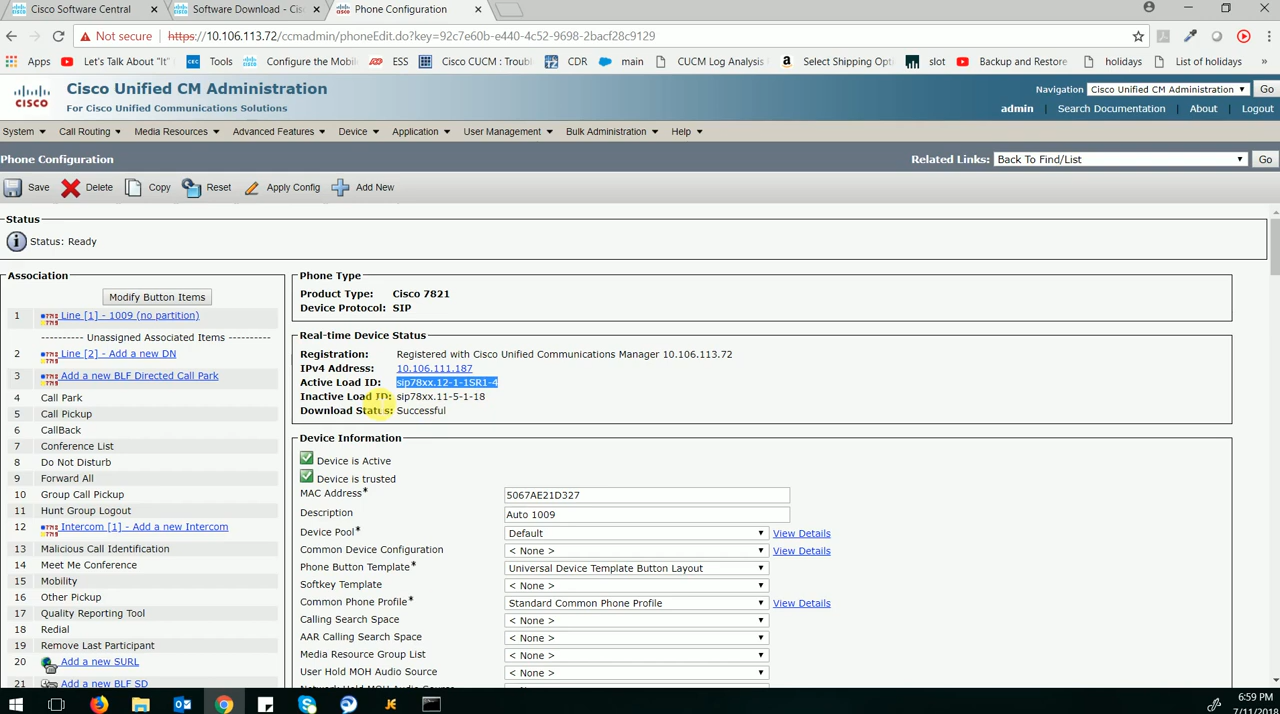 Cisco Software Central
Software Download - Cis
Phone Configuration
Not secure | https://10.106.113.72/ccmadmin/phoneEdit.do?key=92c7e60b-e440-4c52-9698-2bacf28c9129
Apps Let's Talk About "It" CEC Tools Configure the Mobil ESS Cisco CUCM : Troubl CDR main CUCM Log Analysis Select Shipping Opti slot Backup and Restore holidays List of holidays »
Cisco Unified CM Administration
For Cisco Unified Communications Solutions
CISCO
Navigation Cisco Unified CM Administration Go
admin | Search Documentation | About | Logout
System Call Routing Media Resources Advanced Features Device Application User Management Bulk Administration Help
Phone Configuration
Related Links: Back To Find/List Go
Save Delete Copy Reset Apply Config Add New
Status
Status: Ready
Association
Modify Button Items
1 Line [1] - 1009 (no partition)
---------- Unassigned Associated Items ----------
2 Line [2] - Add a new DN
3 Add a new BLF Directed Call Park
4 Call Park
5 Call Pickup
6 CallBack
7 Conference List
8 Do Not Disturb
9 Forward All
10 Group Call Pickup
11 Hunt Group Logout
12 Intercom [1] - Add a new Intercom
13 Malicious Call Identification
14 Meet Me Conference
15 Mobility
16 Other Pickup
17 Quality Reporting Tool
18 Redial
19 Remove Last Participant
20 Add a new SURL
21 Add a new BLF SD
Phone Type
Product Type: Cisco 7821
Device Protocol: SIP
Real-time Device Status
Registration: Registered with Cisco Unified Communications Manager 10.106.113.72
IPv4 Address: 10.106.111.187
Active Load ID: sip78xx.12-1-1SR1-4
Inactive Load ID: sip78xx.11-5-1-18
Download Status: Successful
Device Information
Device is Active
Device is trusted
MAC Address* 5067AE21D327
Description Auto 1009
Device Pool* Default View Details
Common Device Configuration < None > View Details
Phone Button Template* Universal Device Template Button Layout
Softkey Template < None >
Common Phone Profile* Standard Common Phone Profile View Details
Calling Search Space < None >
AAR Calling Search Space < None >
Media Resource Group List < None >
User Hold MOH Audio Source < None >
6:59 PM
7/11/2018